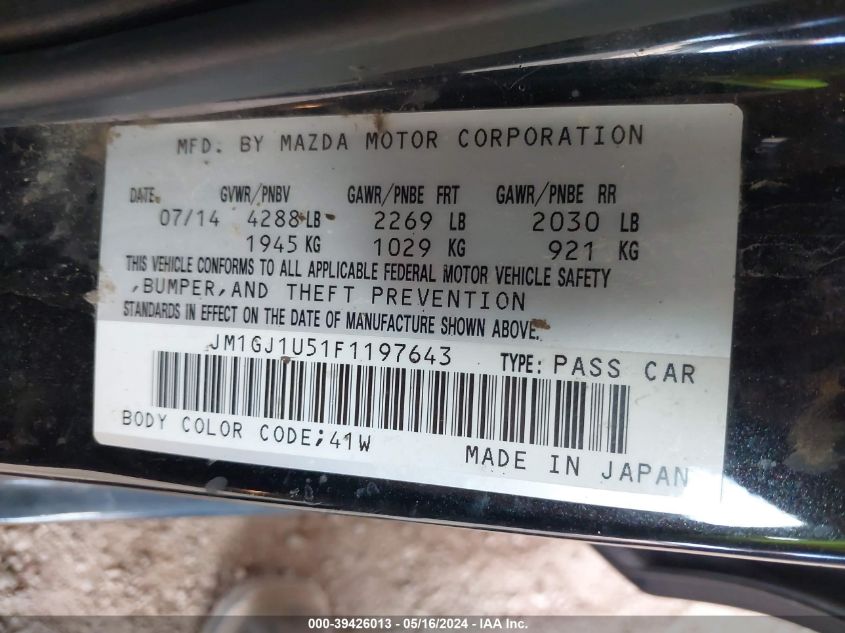 MFD. BY MAZDA MOTOR CORPORATION
DATE GVWR/PNBV GAWR/PNBE FRT GAWR/PNBE RR
07/14 4288 LB 2269 LB 2030 LB
1945 KG 1029 KG 921 KG
THIS VEHICLE CONFORMS TO ALL APPLICABLE FEDERAL MOTOR VEHICLE SAFETY
,BUMPER,AND THEFT PREVENTION
STANDARDS IN EFFECT ON THE DATE OF MANUFACTURE SHOWN ABOVE.
JM1GJ1U51F1197643 TYPE: PASS CAR
BODY COLOR CODE;41W
MADE IN JAPAN
000-39426013 - 05/16/2024 - IAA Inc.